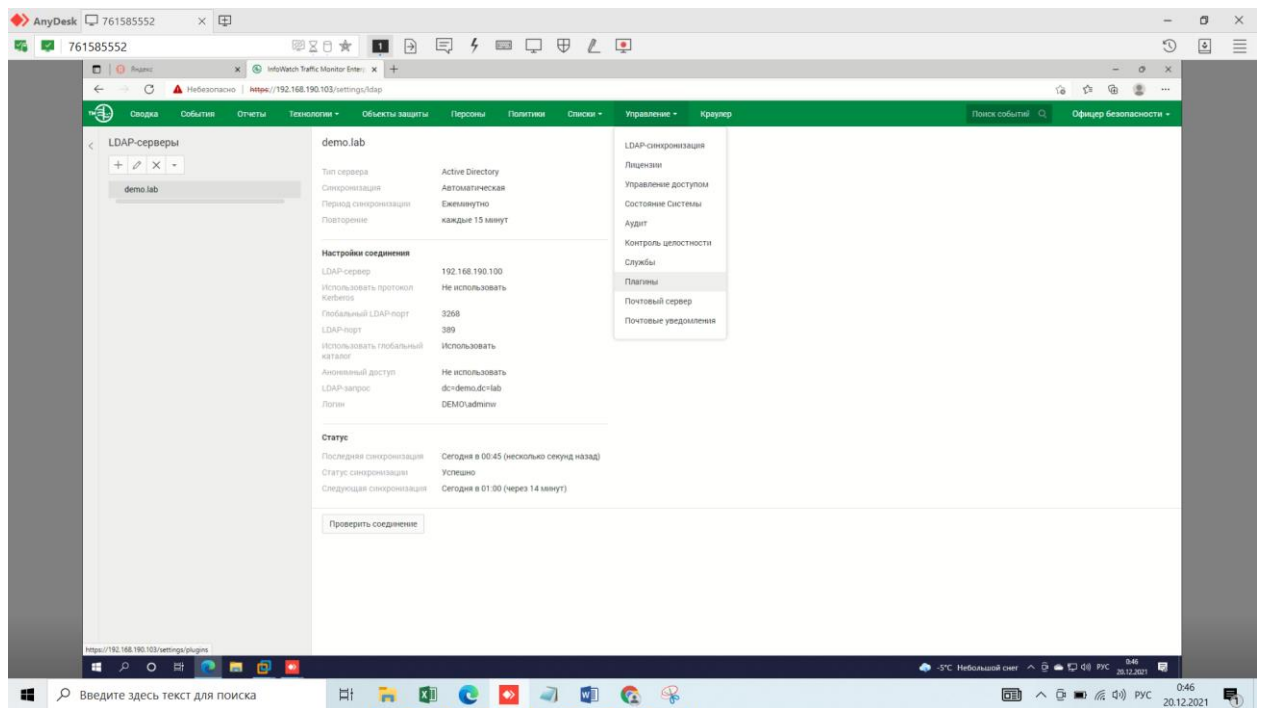 AnyDesk 761585552
761585552
Яндекс
InfoWatch Traffic Monitor Enter
Небезопасно https://192.168.190.103/settings/ldap
Сводка События Отчеты Технологии Объекты защиты Персоны Политики Списки Управление Краулер Поиск событий Офицер безопасности
LDAP-серверы
demo.lab
demo.lab
Тип сервера Active Directory
Синхронизация Автоматическая
Период синхронизации Ежеминутно
Повторение каждые 15 минут
Настройки соединения
LDAP-сервер 192.168.190.100
Использовать протокол Kerberos Не использовать
Глобальный LDAP-порт 3268
LDAP-порт 389
Использовать глобальный каталог Использовать
Анонимный доступ Не использовать
LDAP-запрос dc=demo,dc=lab
Логин DEMO\adminw
Статус
Последняя синхронизация Сегодня в 00:45 (несколько секунд назад)
Статус синхронизации Успешно
Следующая синхронизация Сегодня в 01:00 (через 14 минут)
Проверить соединение
LDAP-синхронизация
Лицензии
Управление доступом
Состояние Системы
Аудит
Контроль целостности
Службы
Плагины
Почтовый сервер
Почтовые уведомления
https://192.168.190.103/settings/plugins
-5°C Небольшой снег РУС 0:46
20.12.2021
Введите здесь текст для поиска РУС 0:46
20.12.2021